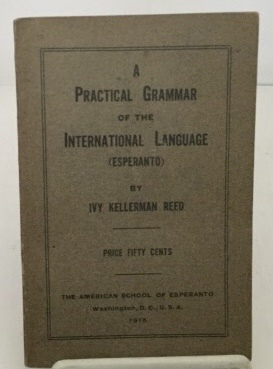 A
PRACTICAL GRAMMAR
OF THE
INTERNATIONAL LANGUAGE
(ESPERANTO)
BY
IVY KELLERMAN REED
PRICE FIFTY CENTS
THE AMERICAN SCHOOL OF ESPERANTO
Washington, D. C., U. S. A.